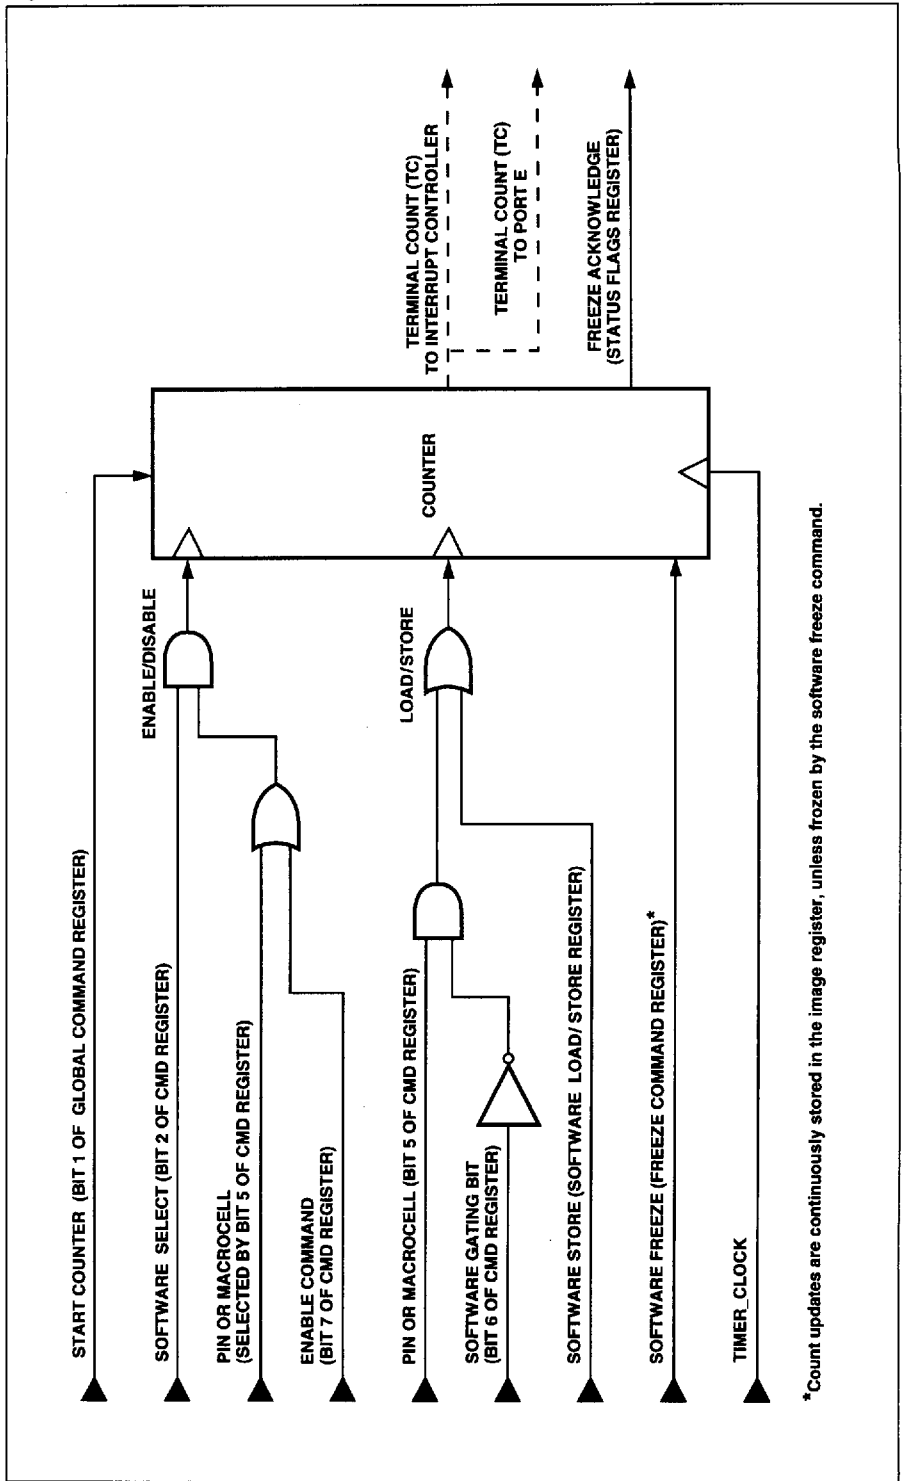 START COUNTER (BIT 1 OF GLOBAL COMMAND REGISTER)
SOFTWARE SELECT (BIT 2 OF CMD REGISTER)
PIN OR MACROCELL
(SELECTED BY BIT 5 OF CMD REGISTER)
ENABLE COMMAND
(BIT 7 OF CMD REGISTER)
PIN OR MACROCELL (BIT 5 OF CMD REGISTER)
SOFTWARE GATING BIT
(BIT 6 OF CMD REGISTER)
SOFTWARE STORE (SOFTWARE LOAD/ STORE REGISTER)
SOFTWARE FREEZE (FREEZE COMMAND REGISTER)*
TIMER_CLOCK
ENABLE/DISABLE
LOAD/STORE
COUNTER
TERMINAL COUNT (TC)
TO INTERRUPT CONTROLLER
TERMINAL COUNT (TC)
TO PORT E
FREEZE ACKNOWLEDGE
(STATUS FLAGS REGISTER)
*Count updates are continuously stored in the image register, unless frozen by the software freeze command.